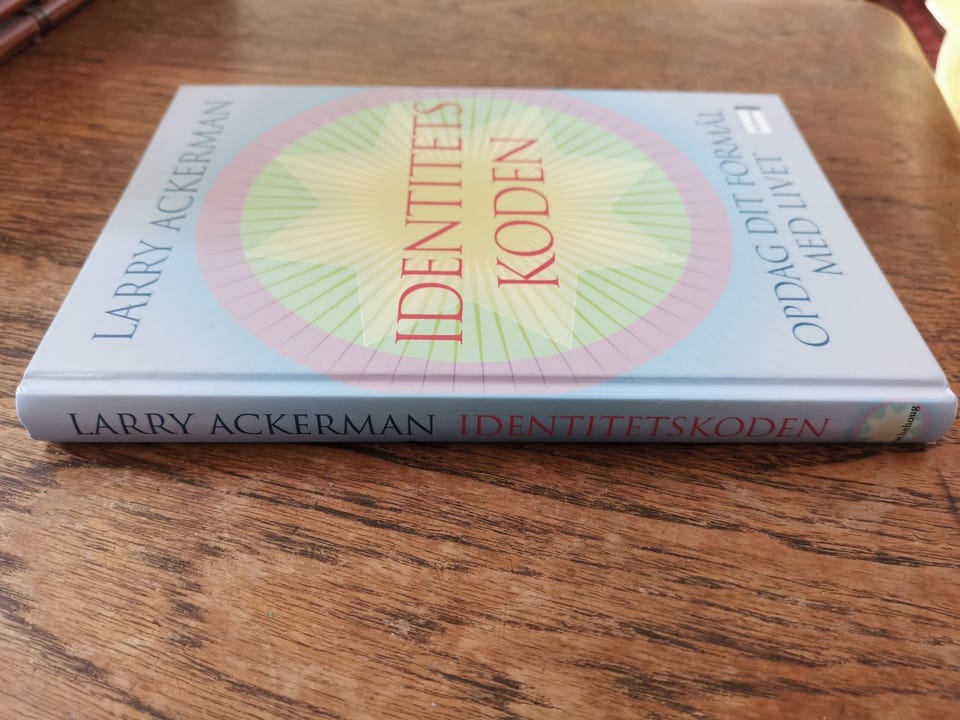 LARRY ACKERMAN
IDENTITETS
KODEN
OPDAG DIT FORMÅL
MED LIVET
LARRY ACKERMAN IDENTITETSKODEN